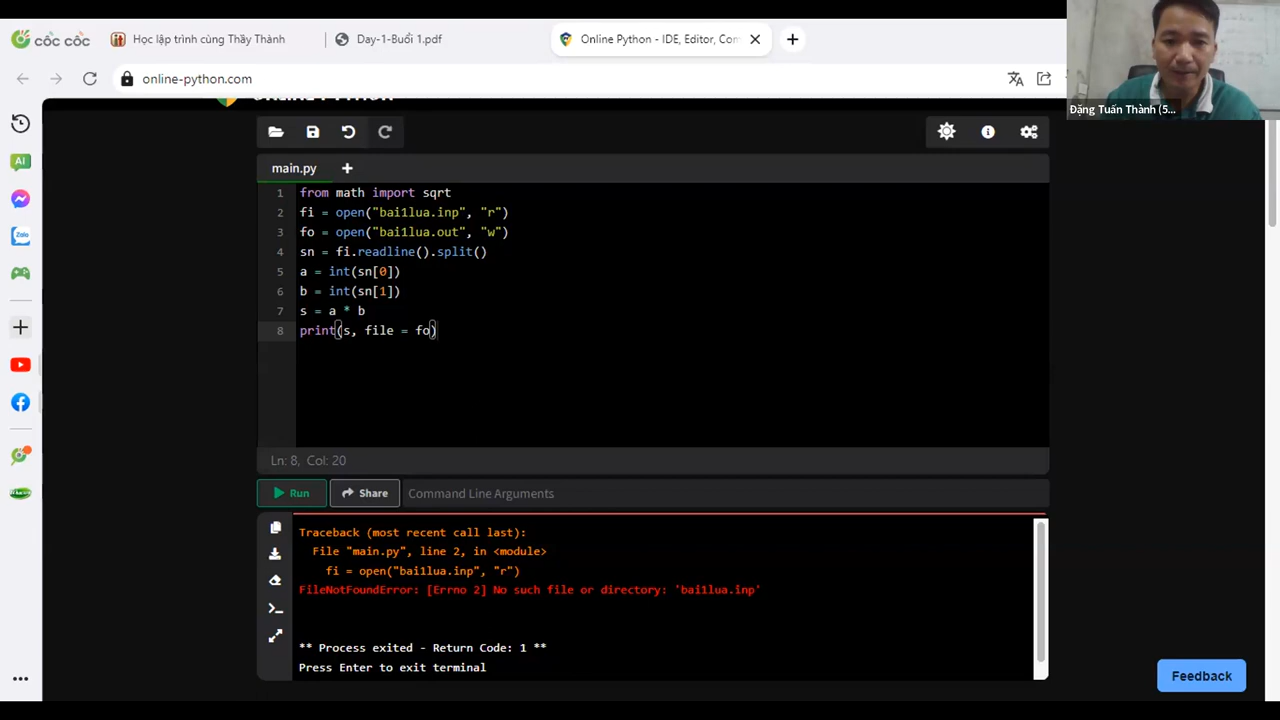 cốc cốc
Học lập trình cùng Thầy Thành
Day-1-Buổi 1.pdf
Online Python - IDE, Editor, Com
online-python.com
Đặng Tuấn Thành (5...
AI
Zalo
main.py
1 from math import sqrt
2 fi = open("bai1lua.inp", "r")
3 fo = open("bai1lua.out", "w")
4 sn = fi.readline().split()
5 a = int(sn[0])
6 b = int(sn[1])
7 s = a * b
8 print(s, file = fo)
Ln: 8, Col: 20
Run
Share
Command Line Arguments
Traceback (most recent call last):
File "main.py", line 2, in <module>
fi = open("bai1lua.inp", "r")
FileNotFoundError: [Errno 2] No such file or directory: 'bai1lua.inp'
** Process exited - Return Code: 1 **
Press Enter to exit terminal
Feedback